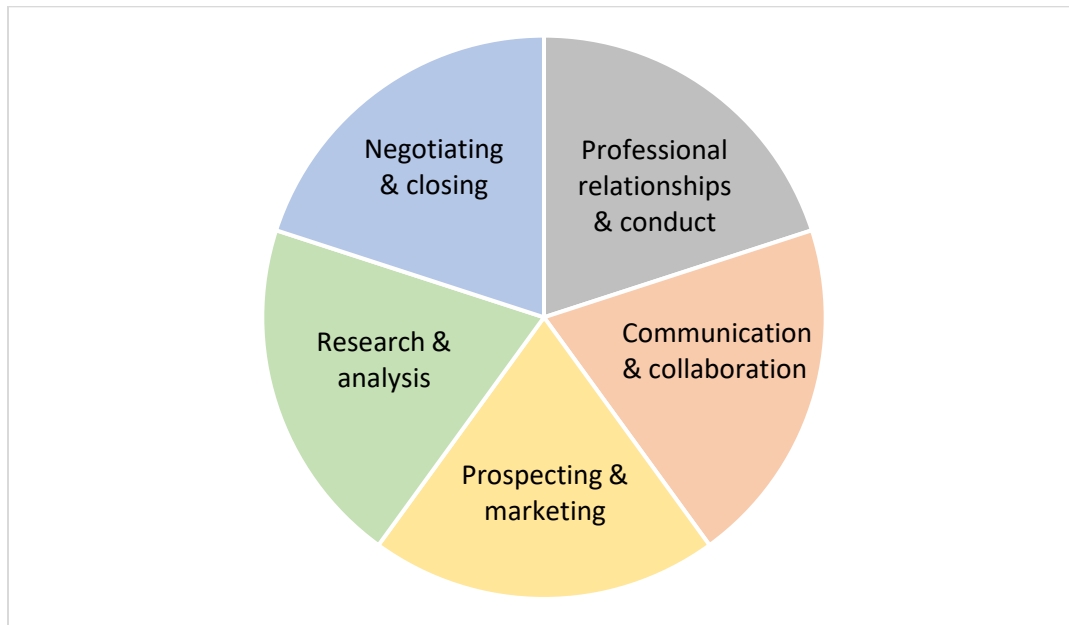 Negotiating
& closing
Professional
relationships
& conduct
Communication
& collaboration
Research &
analysis
Prospecting &
marketing